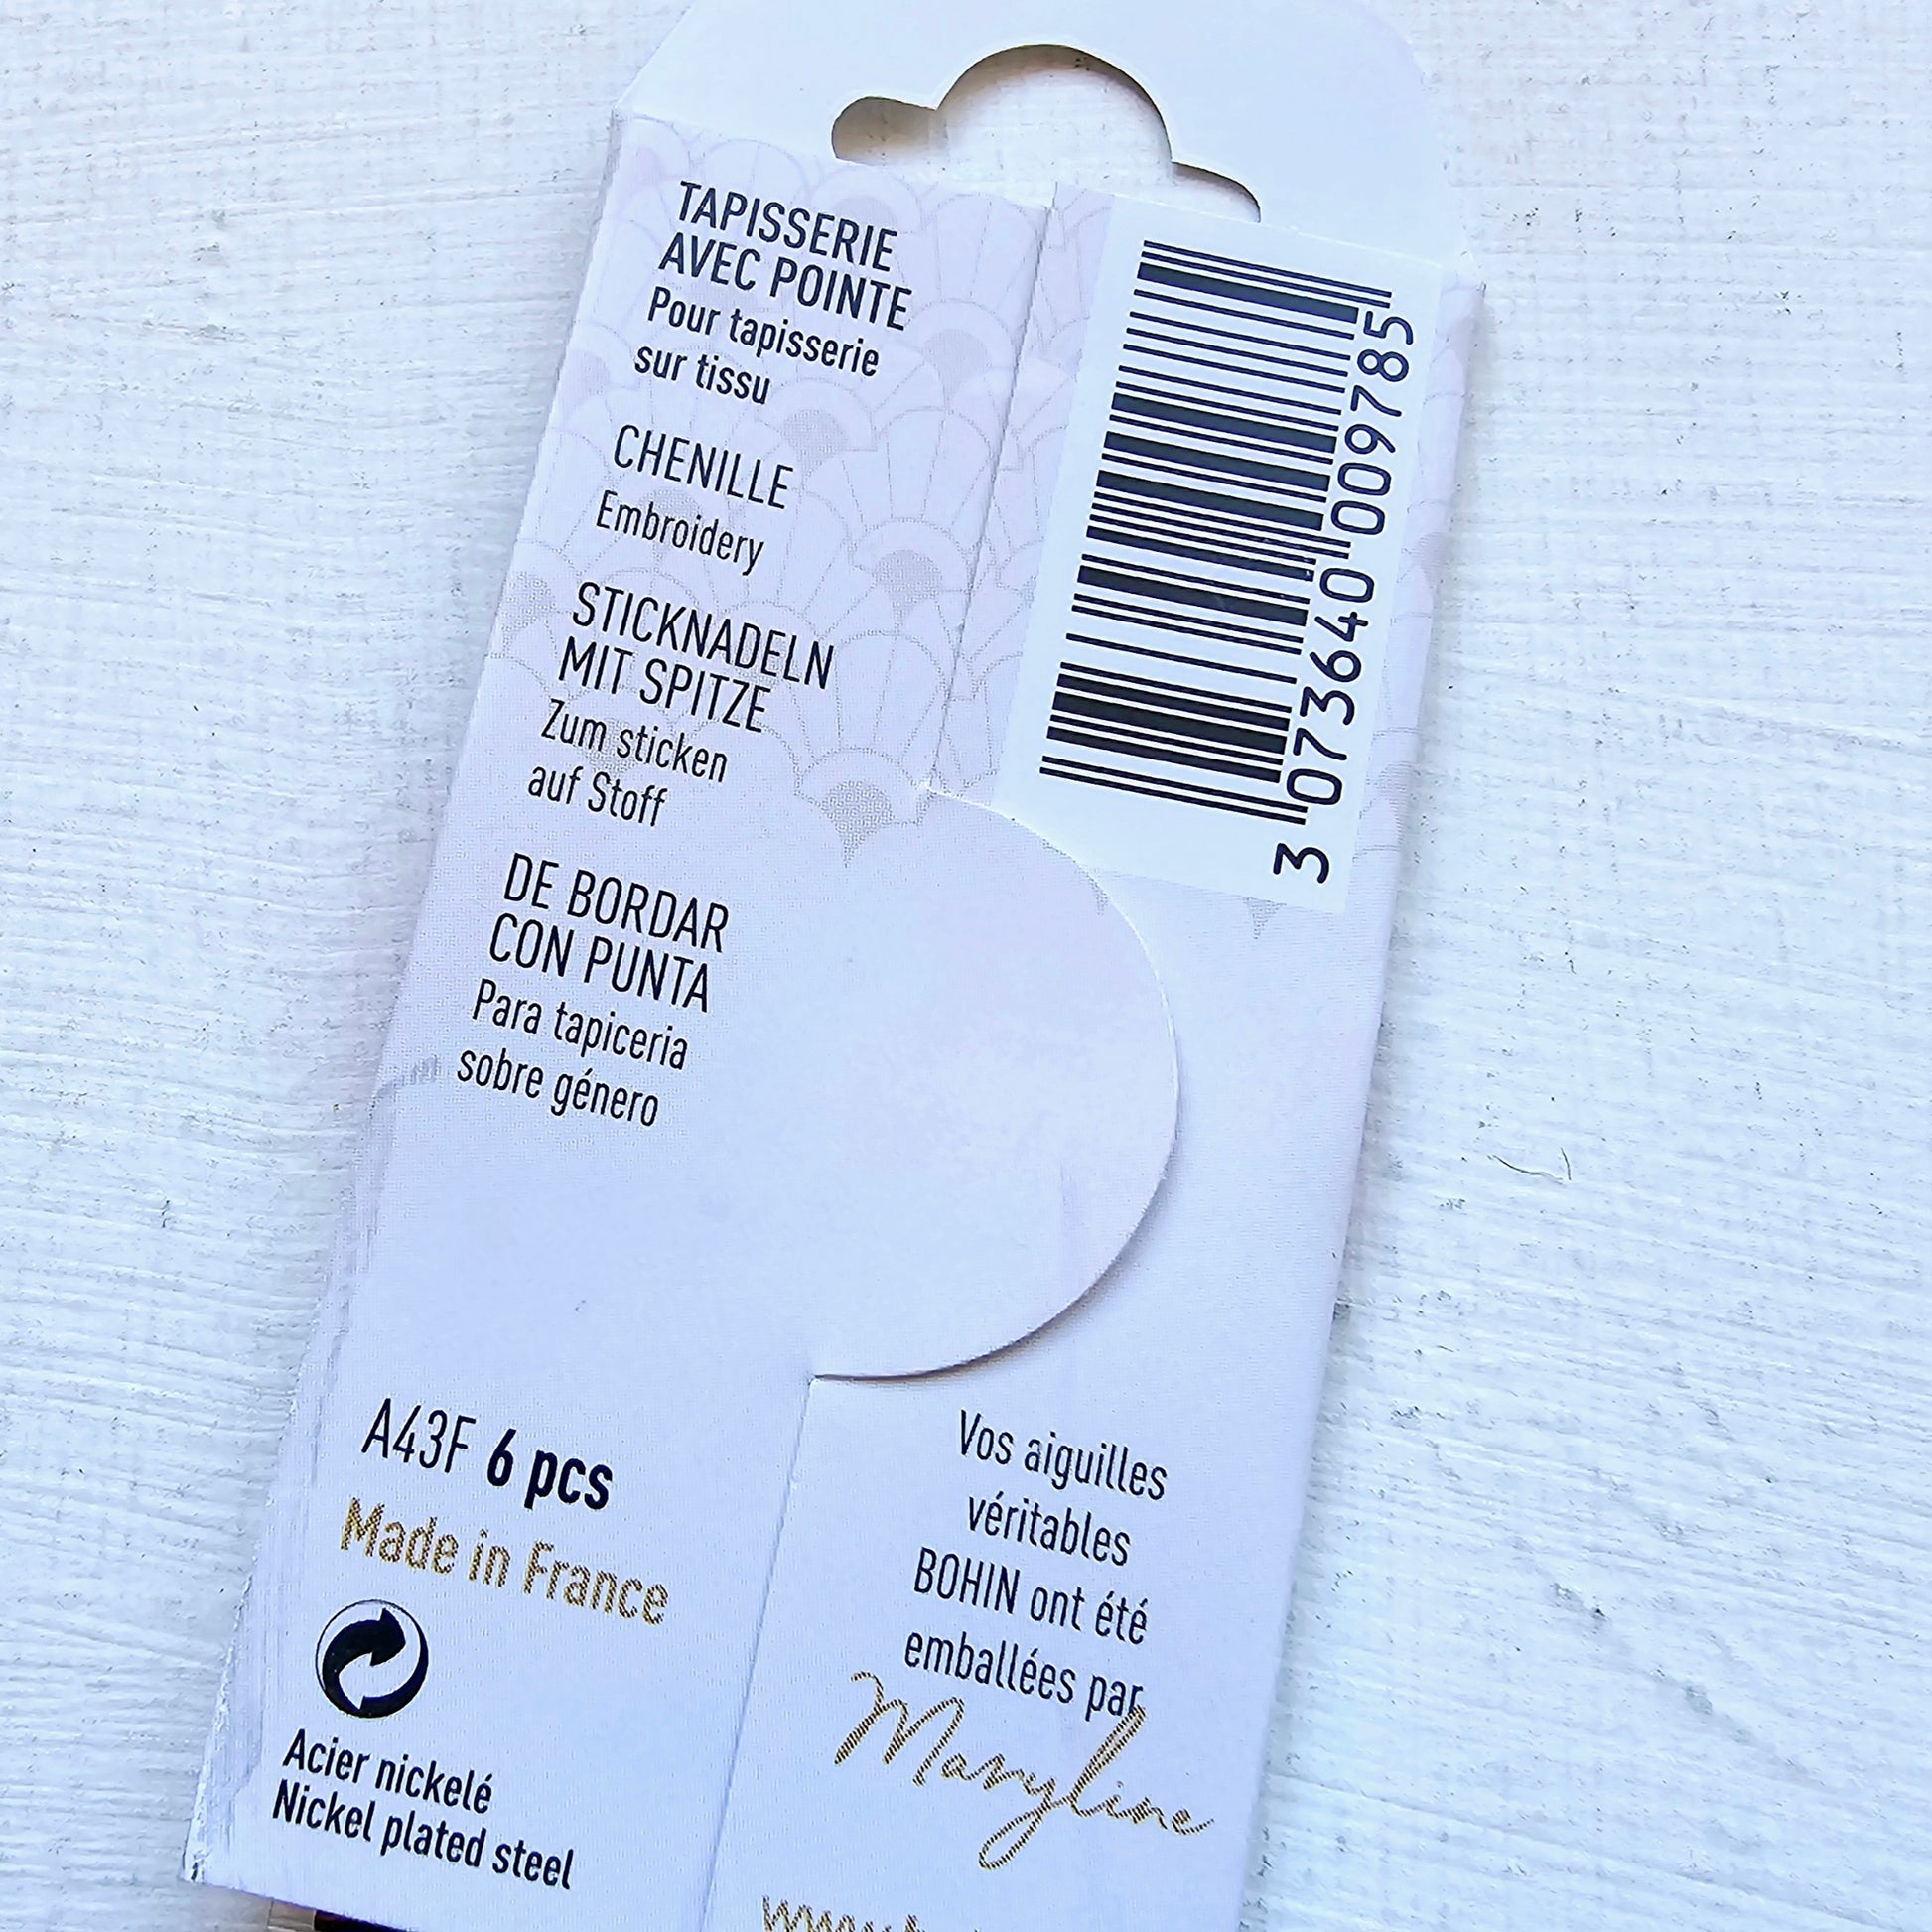 TAPISSERIE
AVEC POINTE
Pour tapisserie
sur tissu
CHENILLE
Embroidery
STICKNADELN
MIT SPITZE
Zum sticken
auf Stoff
DE BORDAR
CON PUNTA
Para tapiceria
sobre género
A43F 6 pcs
Made in France
Acier nickelé
Nickel plated steel
3 073640 009785
Vos aiguilles
véritables
BOHIN ont été
emballées par
Maryline